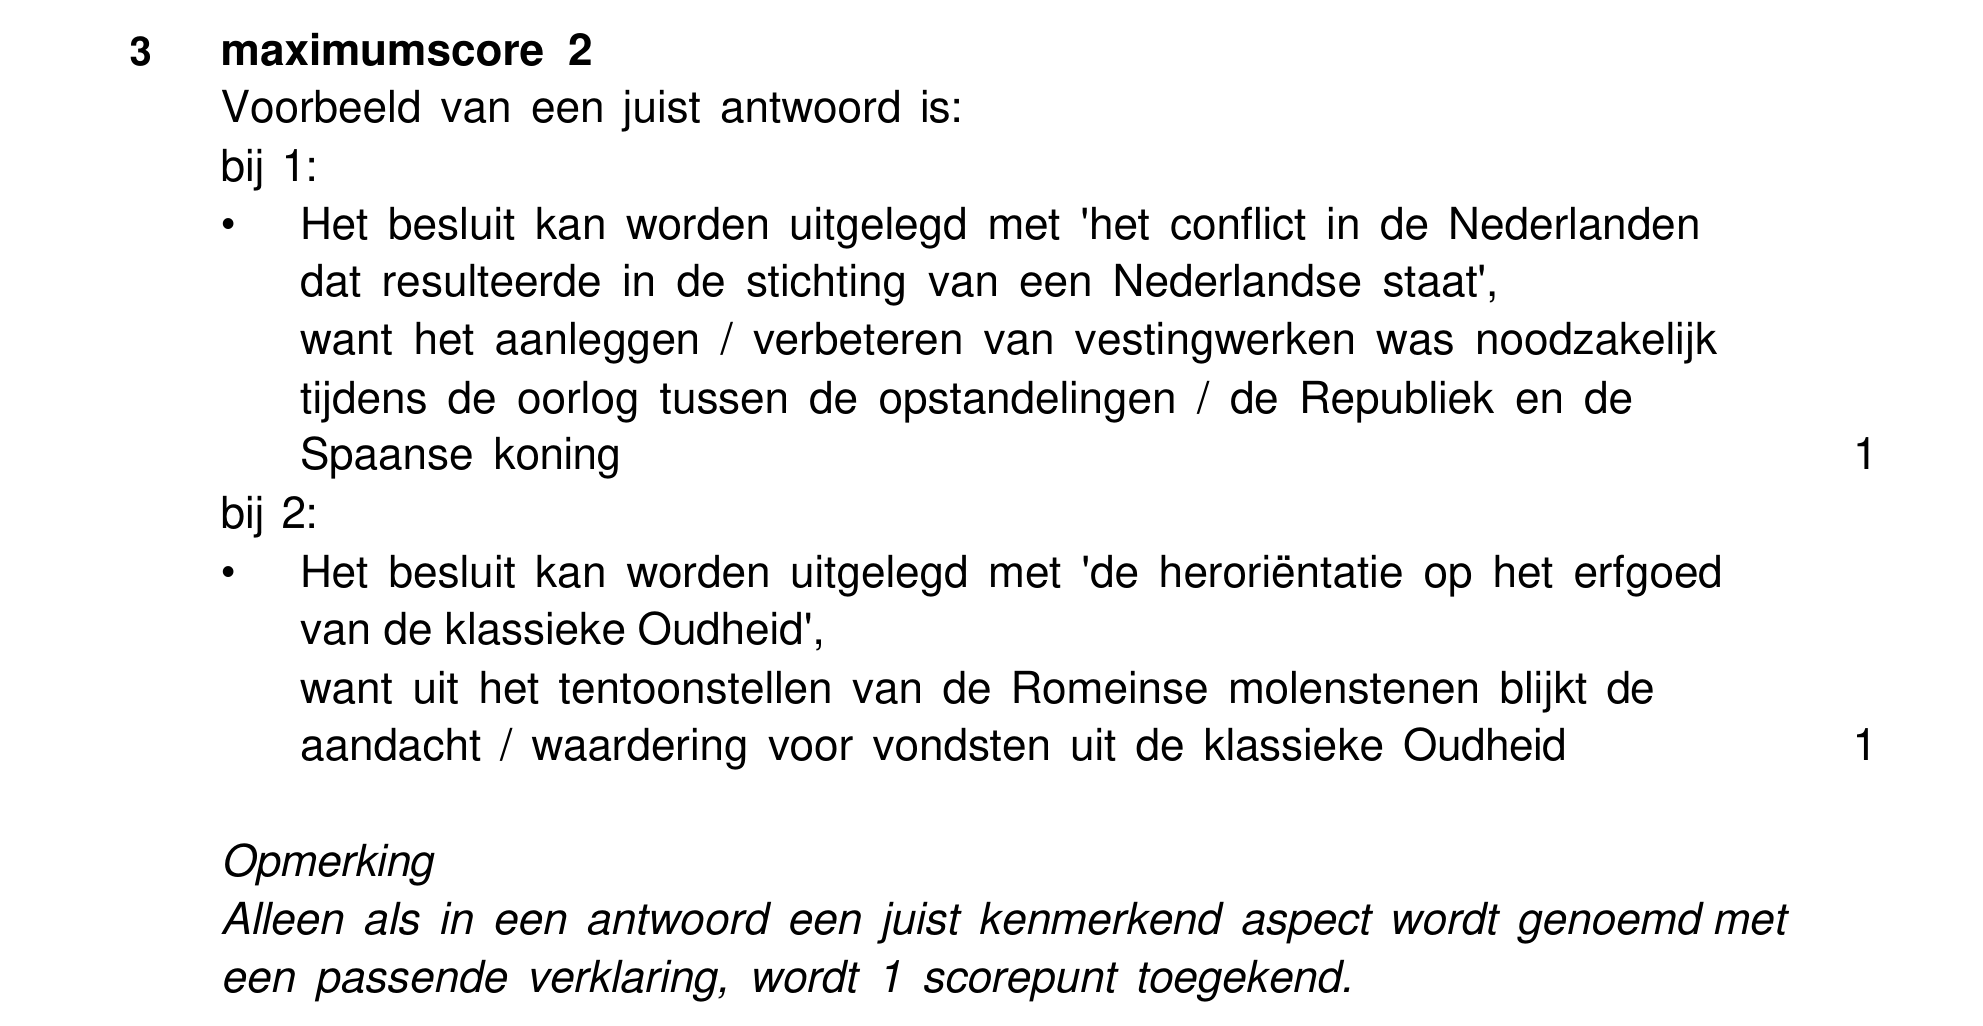 3 maximumscore 2
Voorbeeld van een juist antwoord is:
bij 1:
• Het besluit kan worden uitgelegd met 'het conflict in de Nederlanden
dat resulteerde in de stichting van een Nederlandse staat',
want het aanleggen / verbeteren van vestingwerken was noodzakelijk
tijdens de oorlog tussen de opstandelingen / de Republiek en de
Spaanse koning 1
bij 2:
• Het besluit kan worden uitgelegd met 'de heroriëntatie op het erfgoed
van de klassieke Oudheid',
want uit het tentoonstellen van de Romeinse molenstenen blijkt de
aandacht / waardering voor vondsten uit de klassieke Oudheid 1
Opmerking
Alleen als in een antwoord een juist kenmerkend aspect wordt genoemd met
een passende verklaring, wordt 1 scorepunt toegekend.